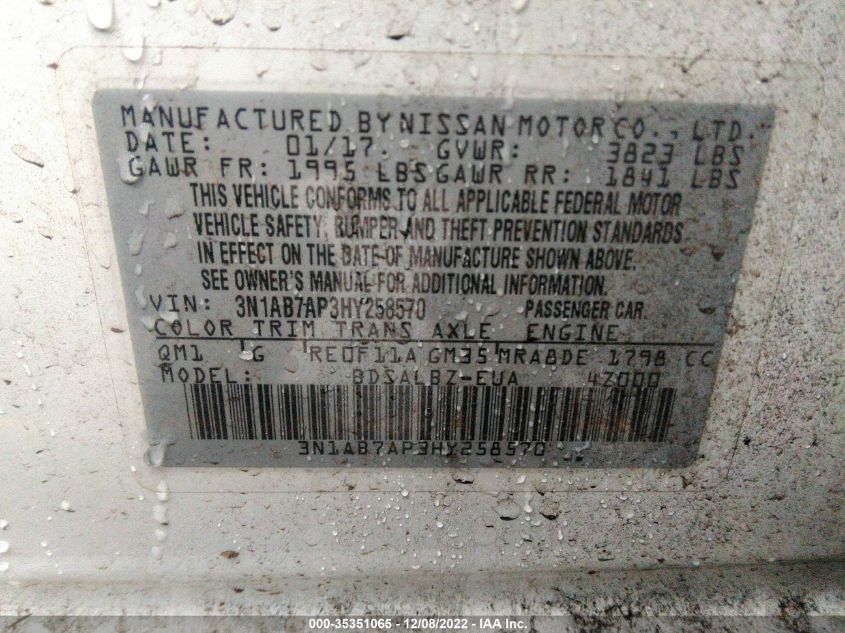 MANUFACTURED BY NISSAN MOTOR CO., LTD.
DATE: 01/17. GVWR: 3823 LBS
GAWR FR: 1995 LBS GAWR RR: 1841 LBS
THIS VEHICLE CONFORMS TO ALL APPLICABLE FEDERAL MOTOR
VEHICLE SAFETY, BUMPER AND THEFT PREVENTION STANDARDS
IN EFFECT ON THE DATE OF MANUFACTURE SHOWN ABOVE.
SEE OWNER'S MANUAL FOR ADDITIONAL INFORMATION.
VIN: 3N1AB7AP3HY258570 PASSENGER CAR
COLOR TRIM TRANS AXLE ENGINE
QM1 G RE0F11A GM35 MRA8DE 1798 CC
MODEL: BDSALBZ-EUA 4Z000
3N1AB7AP3HY258570
000-35351065 - 12/08/2022 - IAA Inc.